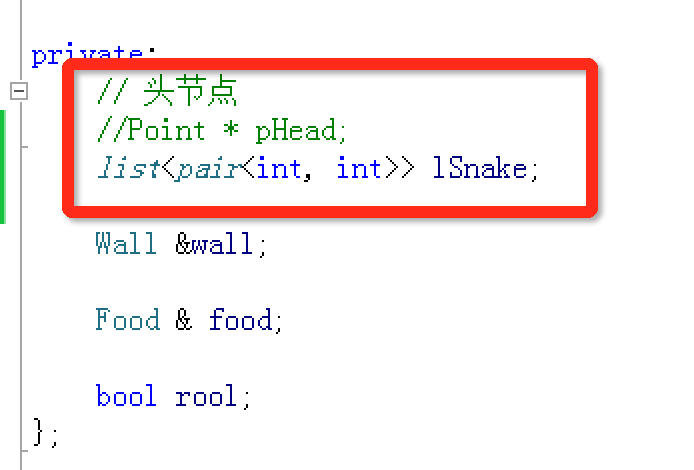 private:
// 头节点
//Point * pHead;
list<pair<int, int>> lSnake;
Wall &wall;
Food & food;
bool rool;
};